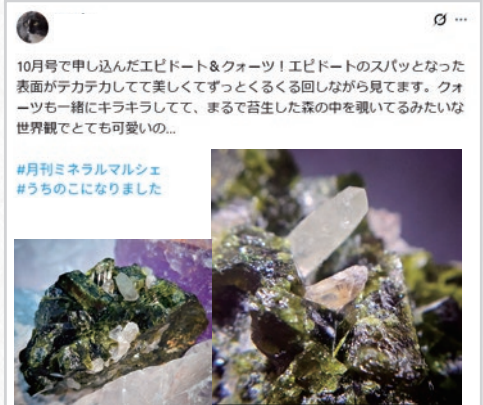 10月号で申し込んだエピドート＆クォーツ！エピドートのスパッとなった
表面がテカテカしてて美しくてずっとくるくる回しながら見てます。クォ
ーツも一緒にキラキラしてて、まるで苔生した森の中を覗いてるみたいな
世界観でとても可愛いの...
#月刊ミネラルマルシェ
#うちのこになりました